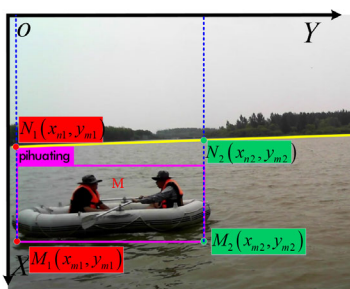 O
Y
N₁(xₙ₁, yₘ₁)
N₂(xₙ₂, yₘ₂)
pihuating
M
M₁(xₘ₁, yₘ₁)
M₂(xₘ₂, yₘ₂)
X